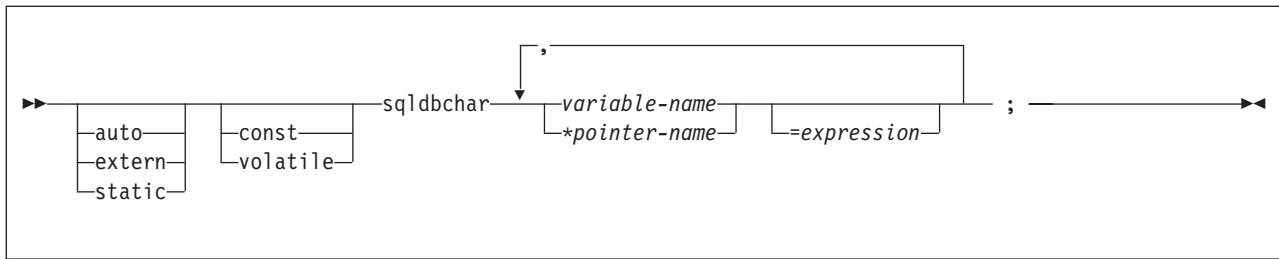 ,
sqldbchar variable-name ;
auto const *pointer-name =expression
extern volatile
static